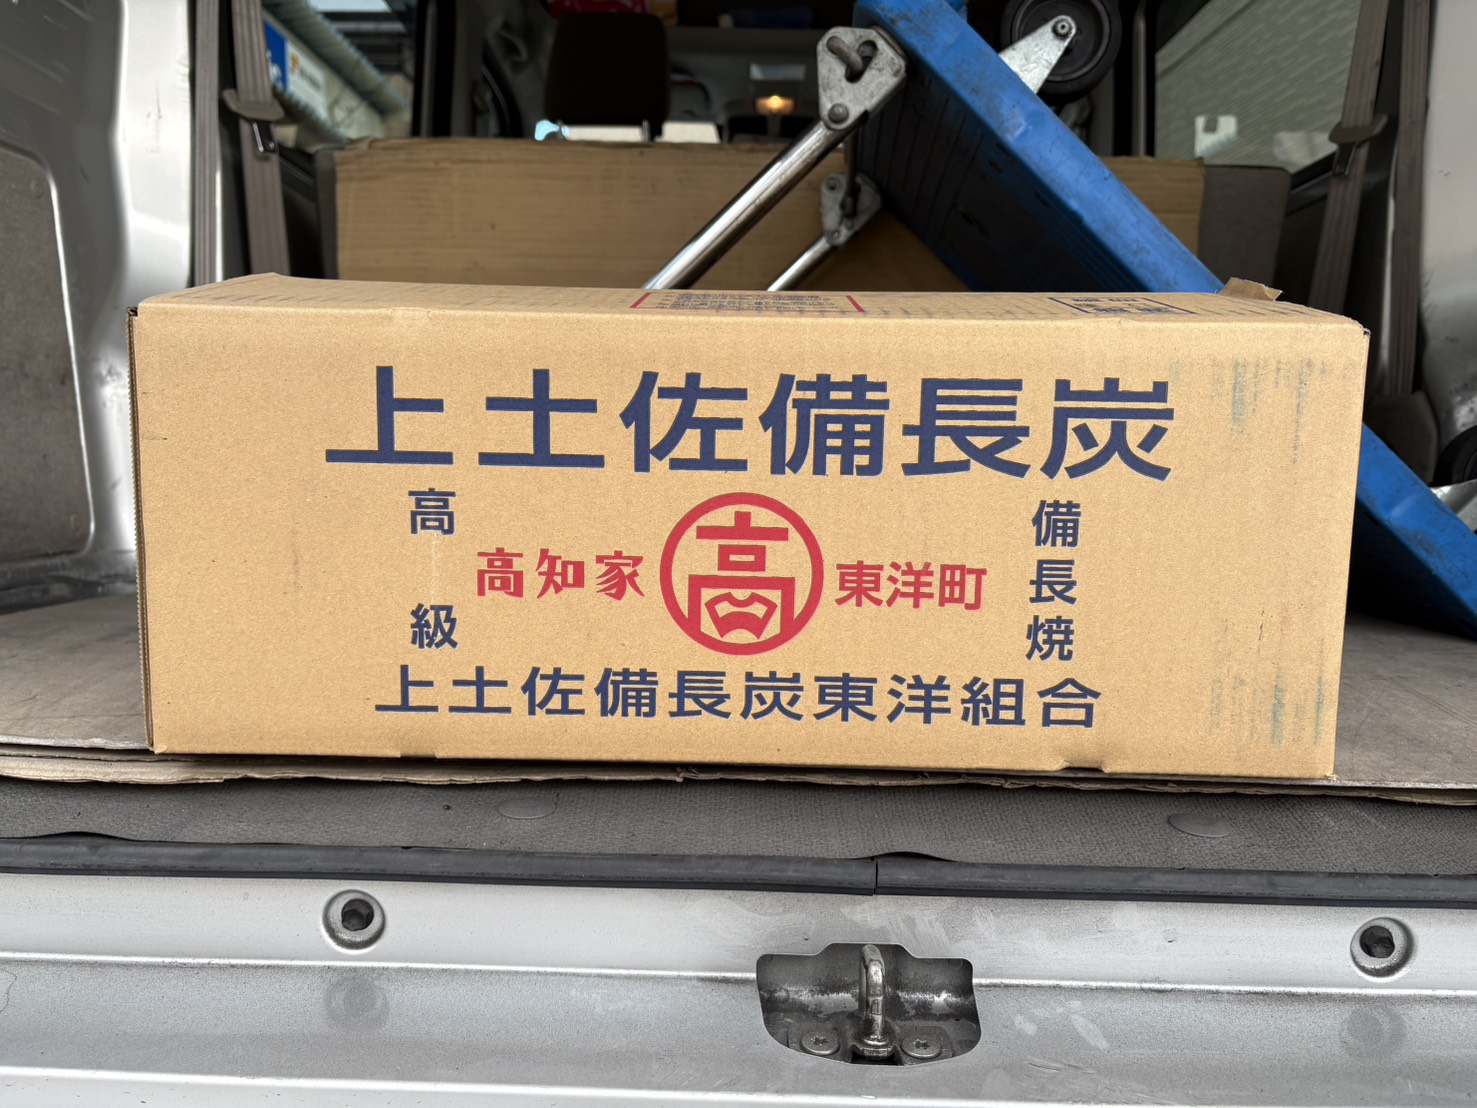 上土佐備長炭
高級
高知家
高
東洋町
備長焼
上土佐備長炭東洋組合